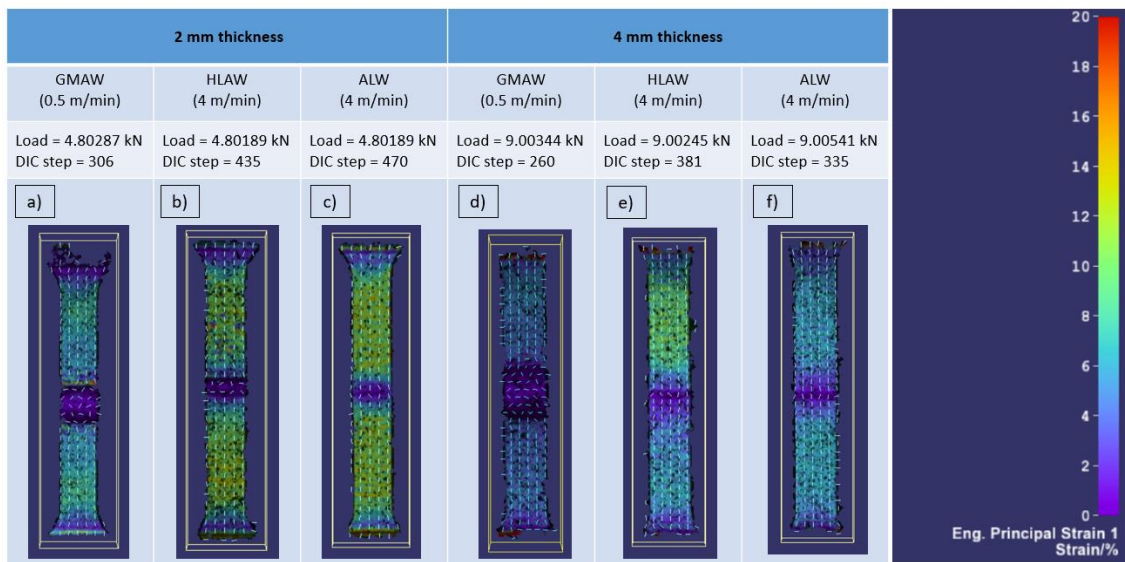 2 mm thickness
4 mm thickness
GMAW
(0.5 m/min)
HLAW
(4 m/min)
ALW
(4 m/min)
GMAW
(0.5 m/min)
HLAW
(4 m/min)
ALW
(4 m/min)
Load = 4.80287 kN
DIC step = 306
Load = 4.80189 kN
DIC step = 435
Load = 4.80189 kN
DIC step = 470
Load = 9.00344 kN
DIC step = 260
Load = 9.00245 kN
DIC step = 381
Load = 9.00541 kN
DIC step = 335
a)
b)
c)
d)
e)
f)
20
18
16
14
12
10
8
6
4
2
0
Eng. Principal Strain 1
Strain/%